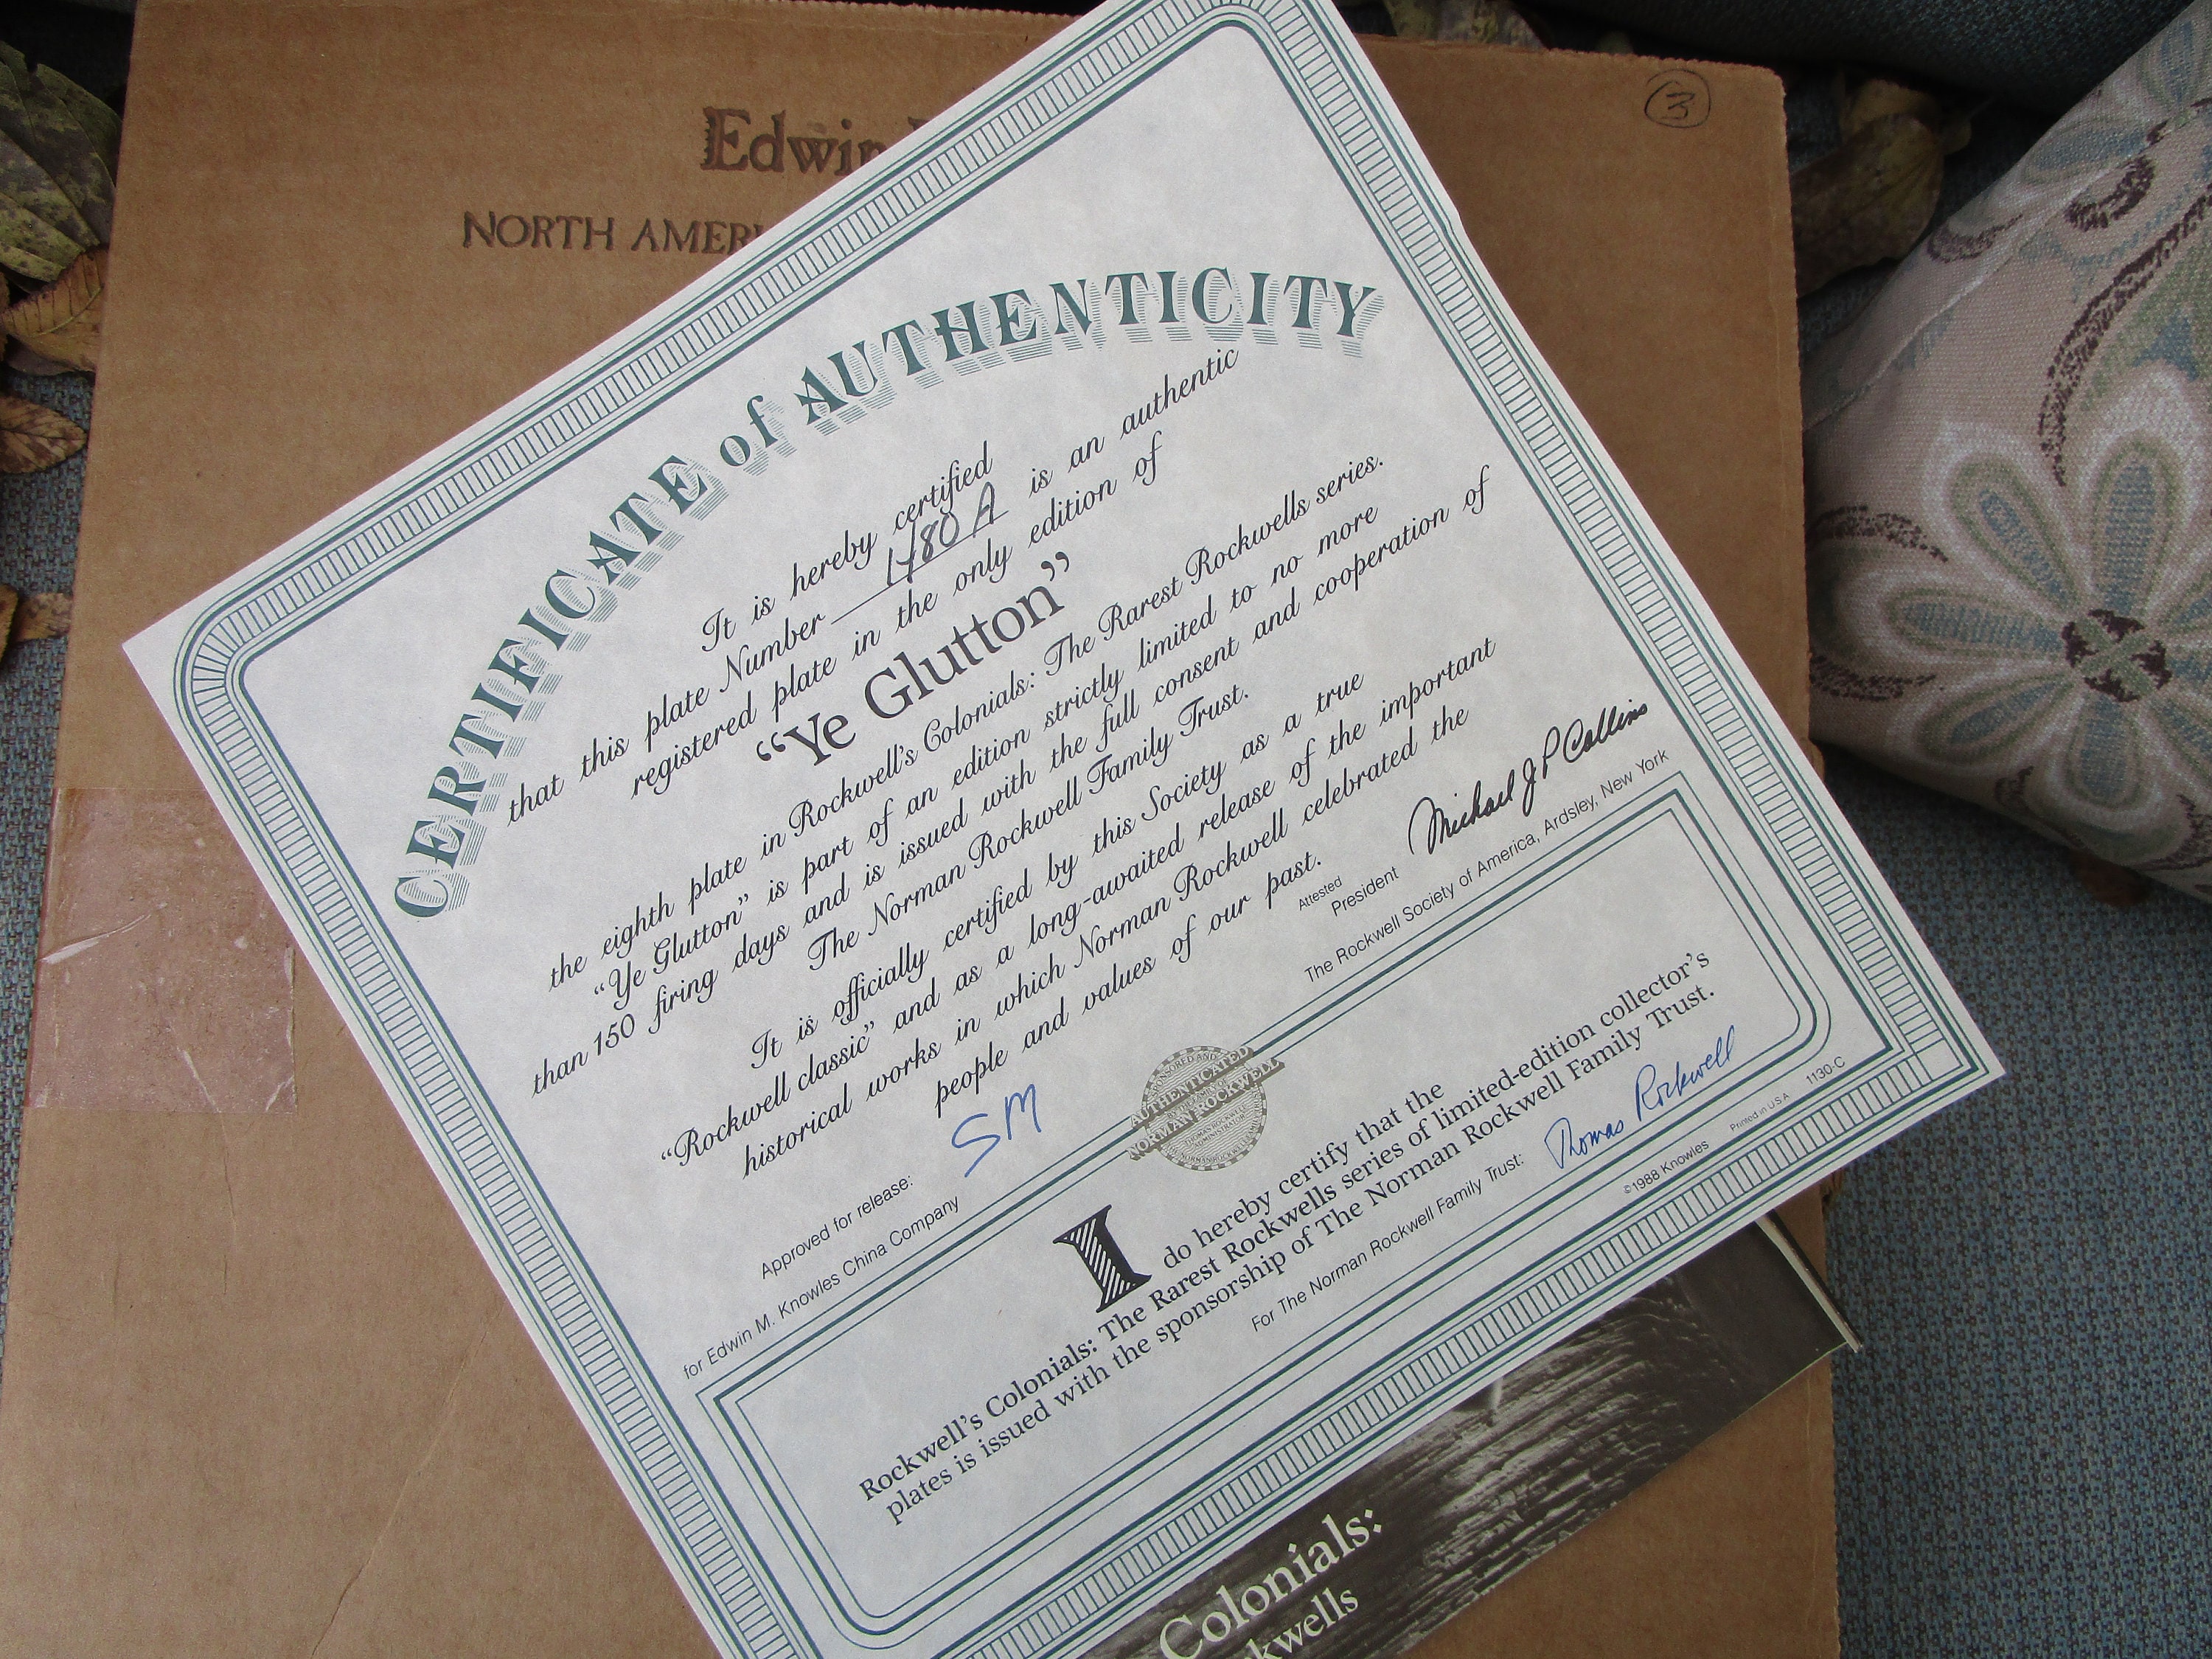 Edwin
NORTH AMERI
3
CERTIFICATE of AUTHENTICITY
It is hereby certified
that this plate Number 1480A is an authentic
registered plate in the only edition of
“Ye Glutton”
the eighth plate in Rockwell's Colonials: The Rarest Rockwells series.
“Ye Glutton” is part of an edition strictly limited to no more
than 150 firing days and is issued with the full consent and cooperation of
The Norman Rockwell Family Trust.
It is officially certified by this Society as a true
“Rockwell classic” and as a long-awaited release of the important
historical works in which Norman Rockwell celebrated the
people and values of our past.
Attested
President Michael J P Collins
The Rockwell Society of America, Ardsley, New York
Approved for release: SM
for Edwin M. Knowles China Company
SPONSORED AND
AUTHENTICATED
NORMAN ROCKWELL
THOMAS ROCKWELL
ADMINISTRATOR
I do hereby certify that the
Rockwell's Colonials: The Rarest Rockwells series of limited-edition collector's
plates is issued with the sponsorship of The Norman Rockwell Family Trust.
For The Norman Rockwell Family Trust: Thomas Rockwell
©1988 Knowles Printed in U.S.A. 1130-C
Colonials:
kwells